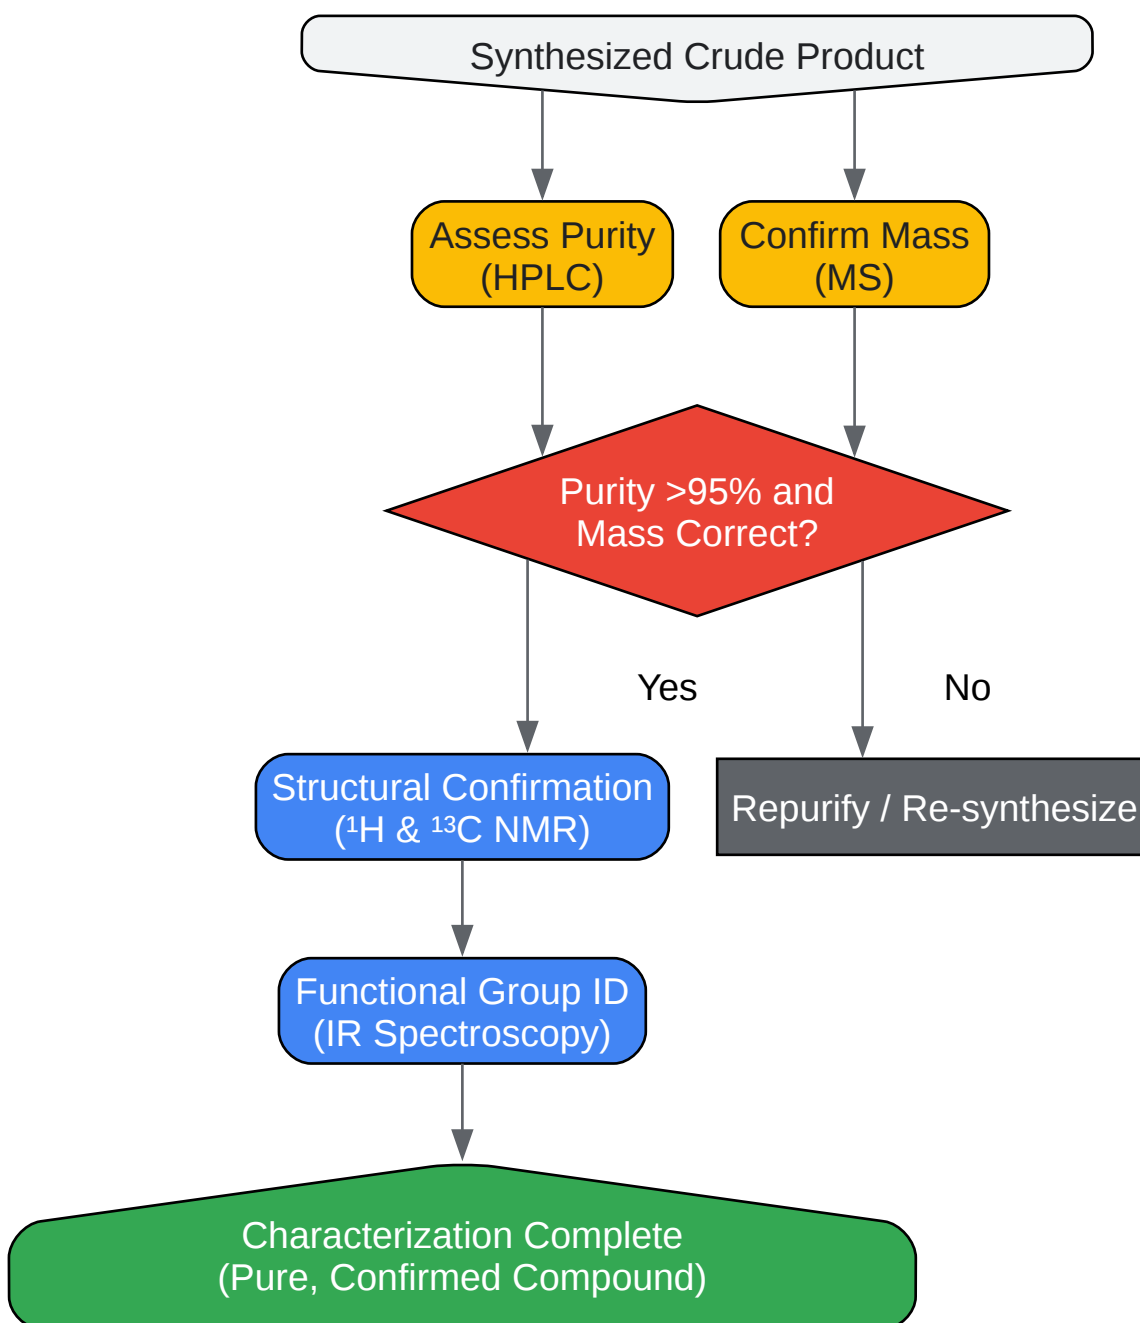 Synthesized Crude Product
Assess Purity
(HPLC)
Confirm Mass
(MS)
Purity >95% and
Mass Correct?
Yes
No
Structural Confirmation
(¹H & ¹³C NMR)
Repurify / Re-synthesize
Functional Group ID
(IR Spectroscopy)
Characterization Complete
(Pure, Confirmed Compound)